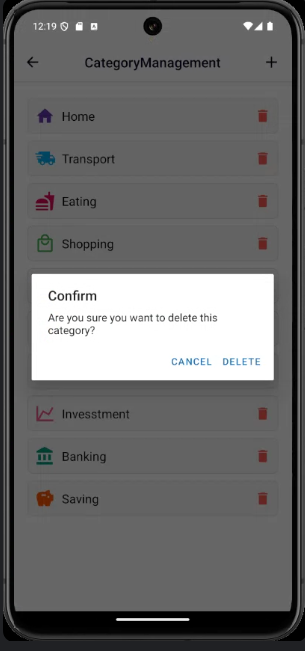 12:19
CategoryManagement
Home
Transport
Eating
Shopping
Confirm
Are you sure you want to delete this
category?
CANCEL DELETE
Invesstment
Banking
Saving